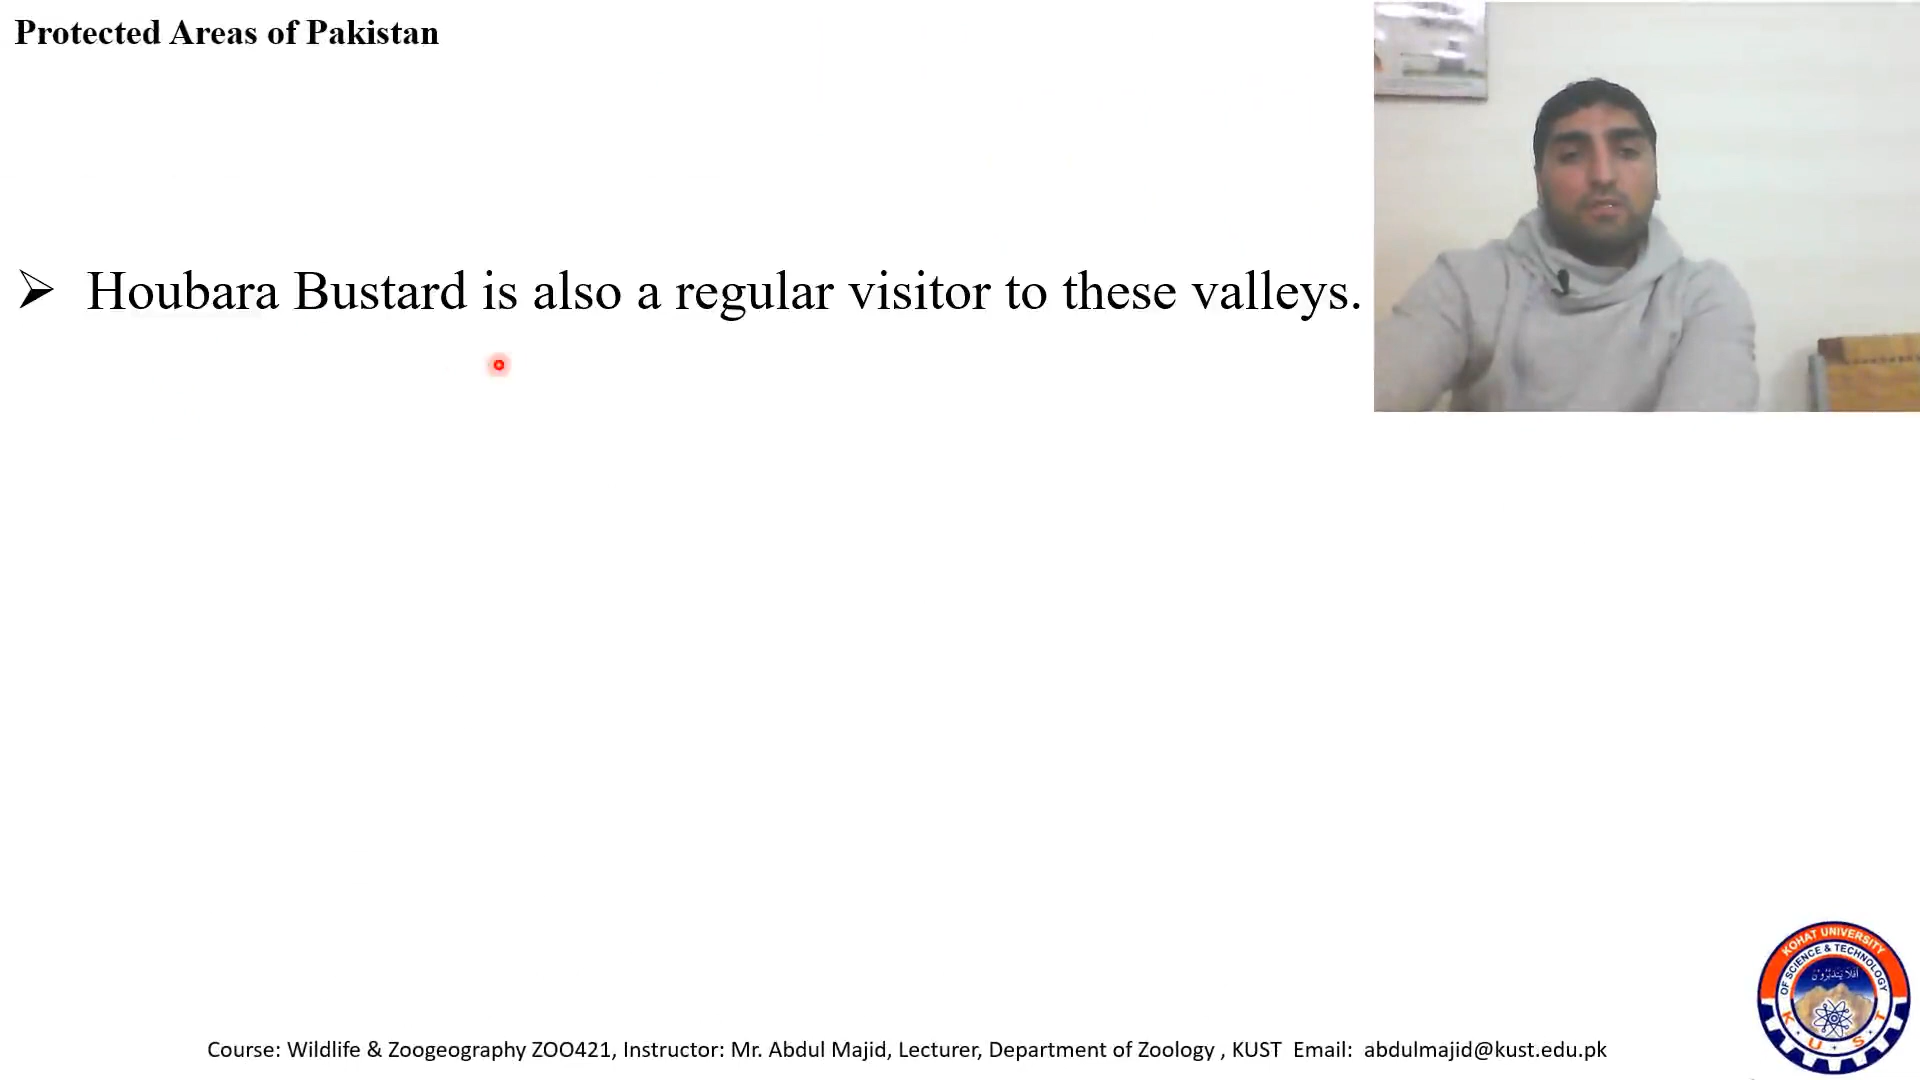 Protected Areas of Pakistan
➢ Houbara Bustard is also a regular visitor to these valleys.
KOHAT UNIVERSITY
OF SCIENCE & TECHNOLOGY
K U S T
Course: Wildlife & Zoogeography ZOO421, Instructor: Mr. Abdul Majid, Lecturer, Department of Zoology , KUST Email: abdulmajid@kust.edu.pk